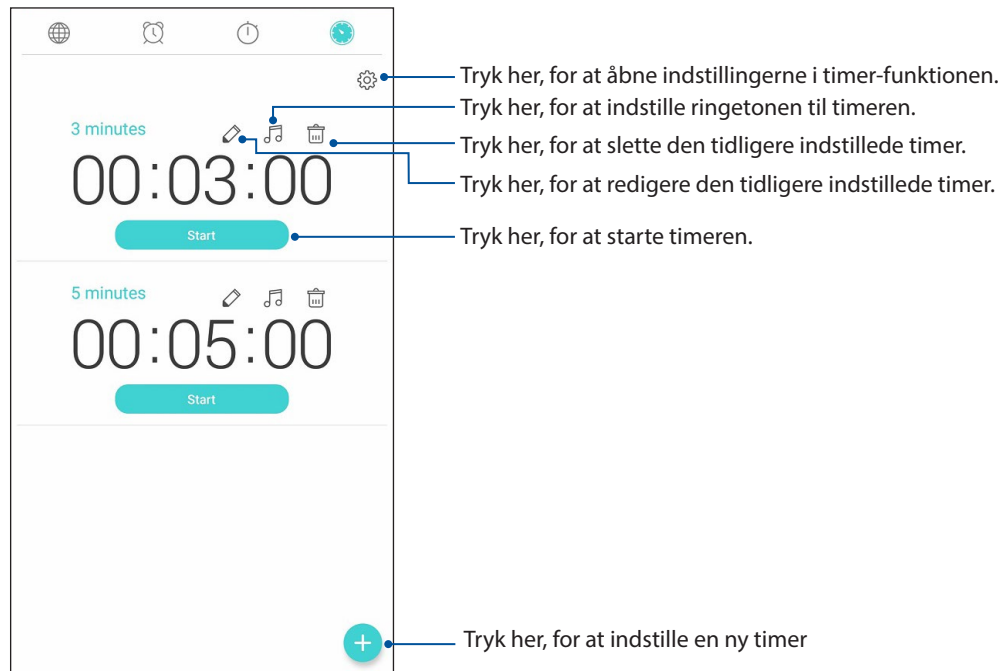 Tryk her, for at åbne indstillingerne i timer-funktionen.
Tryk her, for at indstille ringetonen til timeren.
3 minutes
Tryk her, for at slette den tidligere indstillede timer.
00:03:00
Tryk her, for at redigere den tidligere indstillede timer.
Start
Tryk her, for at starte timeren.
5 minutes
00:05:00
Start
Tryk her, for at indstille en ny timer